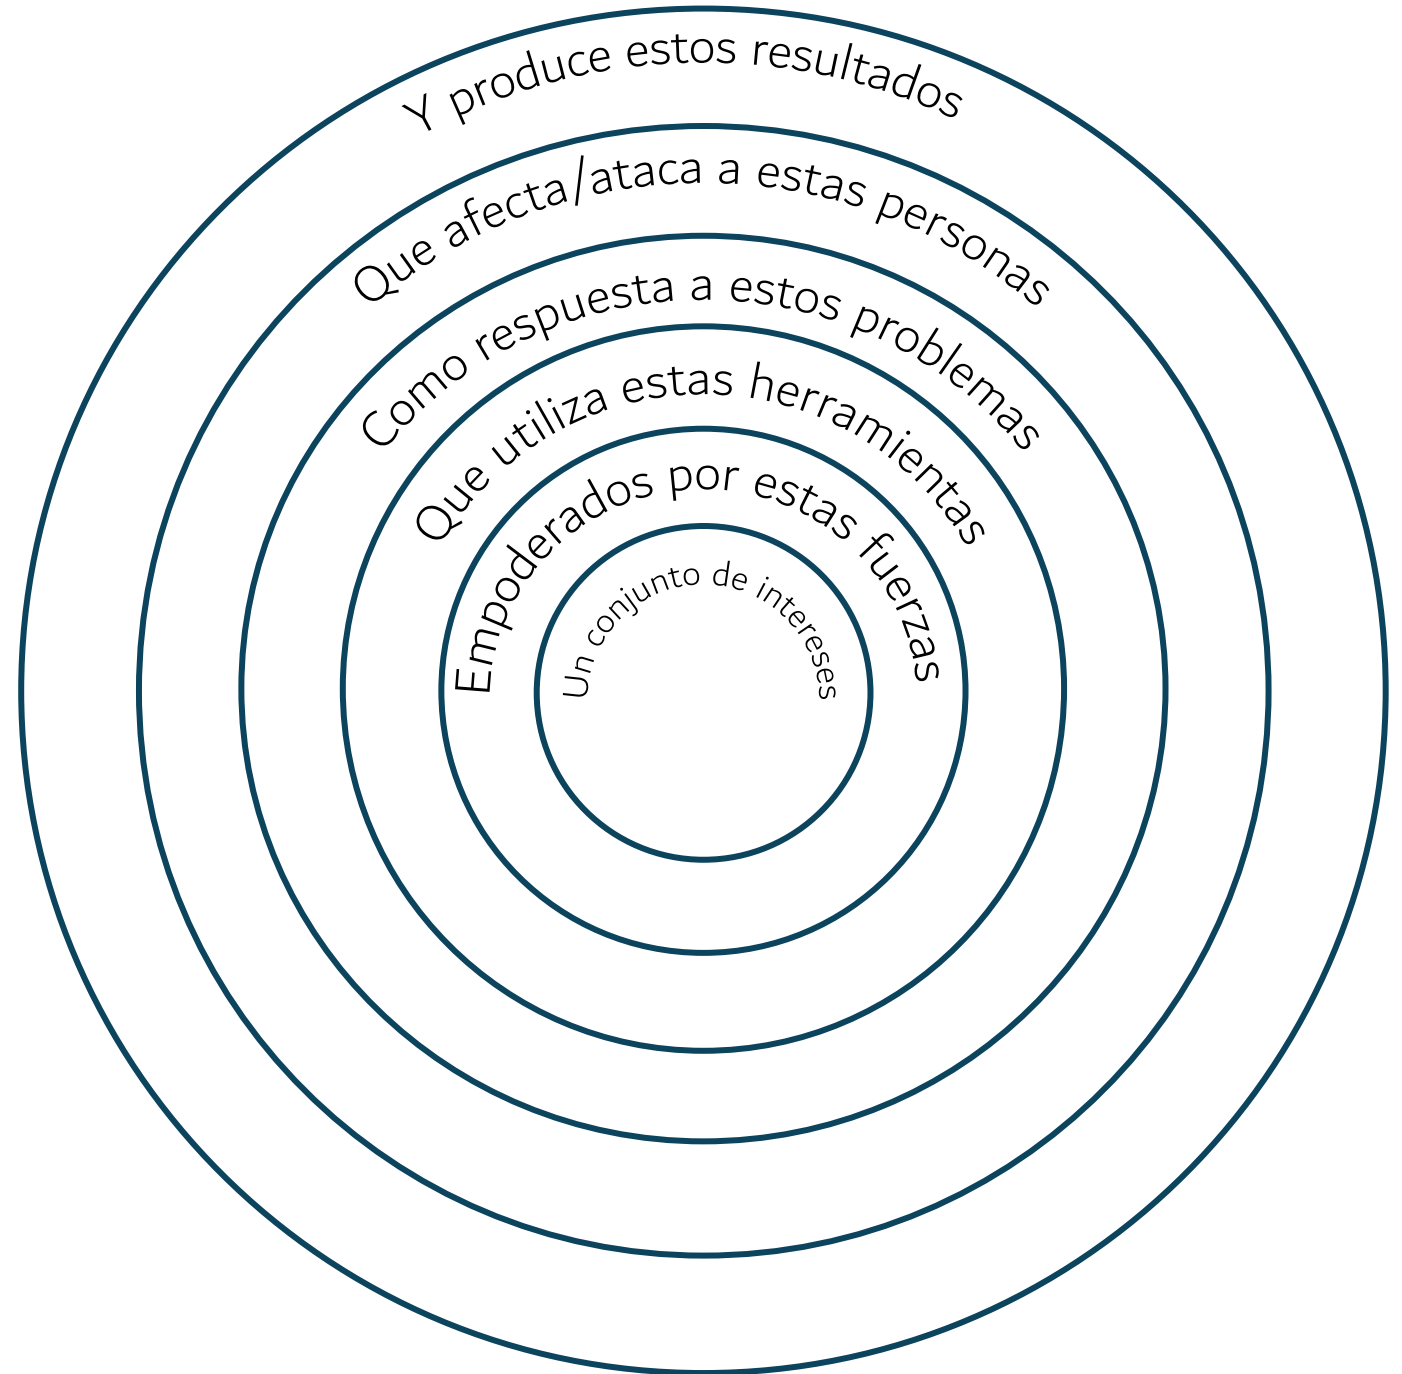 Y produce estos resultados
Que afecta/ataca a estas personas
Como respuesta a estos problemas
Que utiliza estas herramientas
Empoderados por estas fuerzas
Un conjunto de intereses